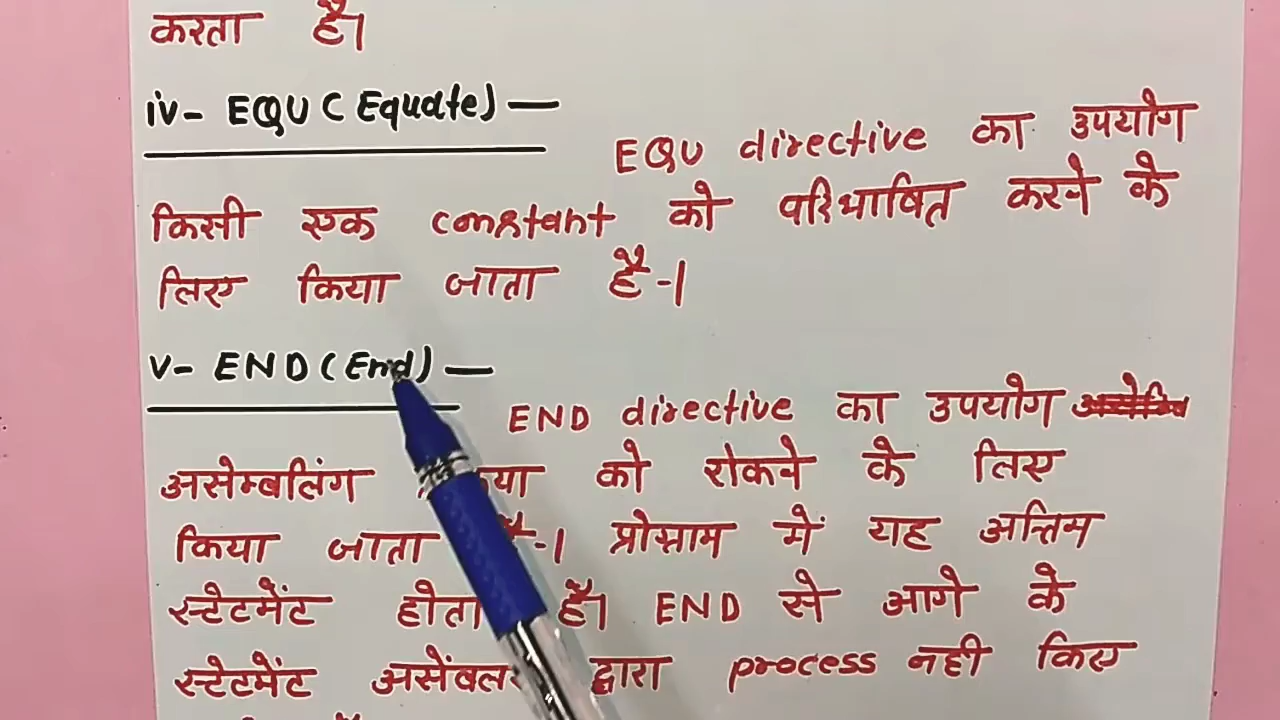 करता है।
iv- EQU (Equate) —
EQU directive का उपयोग
किसी एक constant को परिभाषित करने के
लिए किया जाता है-।
v- END (End) —
END directive का उपयोग
असेम्बलिंग को रोकने के लिए
किया जाता है-। प्रोग्राम में यह अन्तिम
स्टेटमेंट होता है। END से आगे के
स्टेटमेंट असेंबलर द्वारा process नही किए